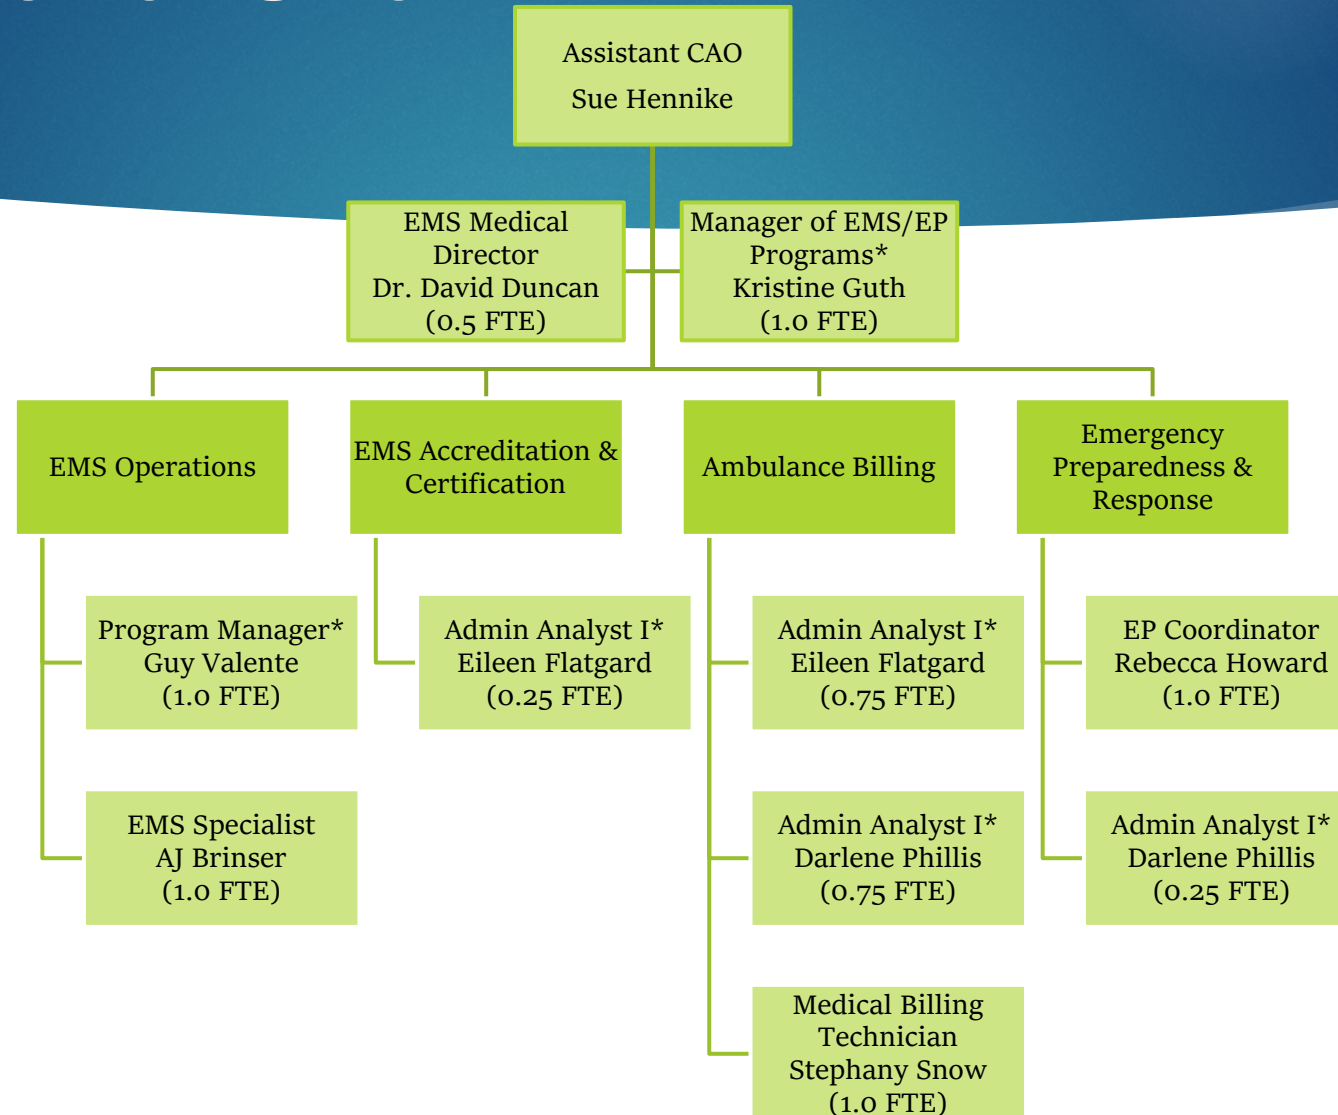 Assistant CAO
Sue Hennike
EMS Medical
Director
Dr. David Duncan
(0.5 FTE)
Manager of EMS/EP
Programs*
Kristine Guth
(1.0 FTE)
EMS Operations
EMS Accreditation &
Certification
Ambulance Billing
Emergency
Preparedness &
Response
Program Manager*
Guy Valente
(1.0 FTE)
EMS Specialist
AJ Brinser
(1.0 FTE)
Admin Analyst I*
Eileen Flatgard
(0.25 FTE)
Admin Analyst I*
Eileen Flatgard
(0.75 FTE)
Admin Analyst I*
Darlene Phillis
(0.75 FTE)
Medical Billing
Technician
Stephany Snow
(1.0 FTE)
EP Coordinator
Rebecca Howard
(1.0 FTE)
Admin Analyst I*
Darlene Phillis
(0.25 FTE)